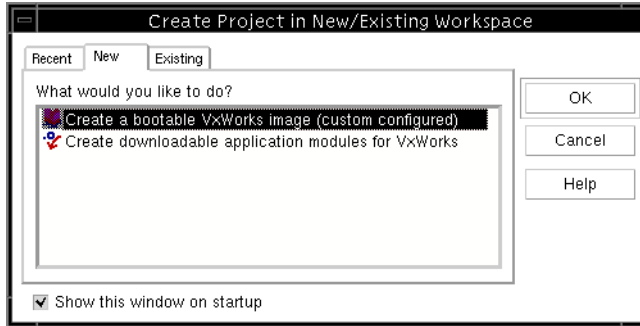 Create Project in New/Existing Workspace
Recent New Existing
What would you like to do?
Create a bootable VxWorks image (custom configured)
Create downloadable application modules for VxWorks
OK
Cancel
Help
Show this window on startup